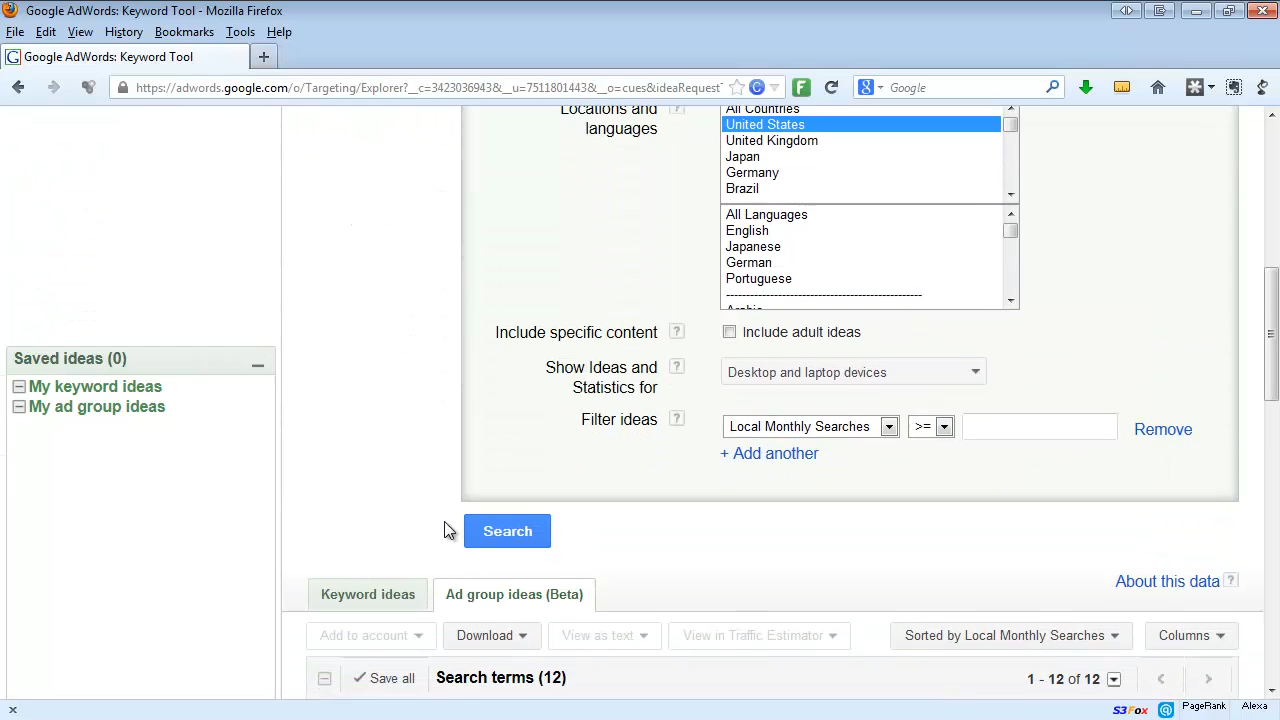 Google AdWords: Keyword Tool - Mozilla Firefox
File Edit View History Bookmarks Tools Help
Google AdWords: Keyword Tool
https://adwords.google.com/o/Targeting/Explorer?__c=3423036943&__u=7511801443&__o=cues&ideaRequestT
Google
Locations and
languages
?
All Countries
United States
United Kingdom
Japan
Germany
Brazil
All Languages
English
Japanese
German
Portuguese
Arabic
Include specific content ? Include adult ideas
Show Ideas and
Statistics for
? Desktop and laptop devices
Filter ideas ? Local Monthly Searches >= Remove
+ Add another
Search
Saved ideas (0)
My keyword ideas
My ad group ideas
About this data ?
Keyword ideas Ad group ideas (Beta)
Add to account Download View as text View in Traffic Estimator Sorted by Local Monthly Searches Columns
Save all Search terms (12) 1 - 12 of 12
S3Fox @ PageRank Alexa